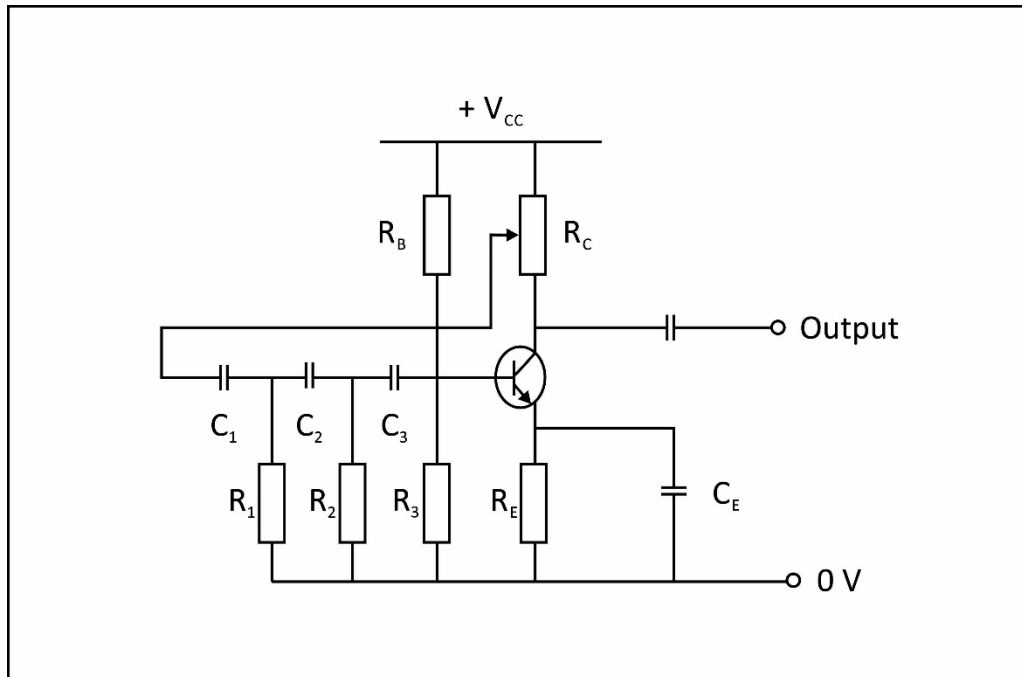 + V_CC
R_B
R_C
Output
C_1 C_2 C_3
R_1 R_2 R_3 R_E C_E
0 V